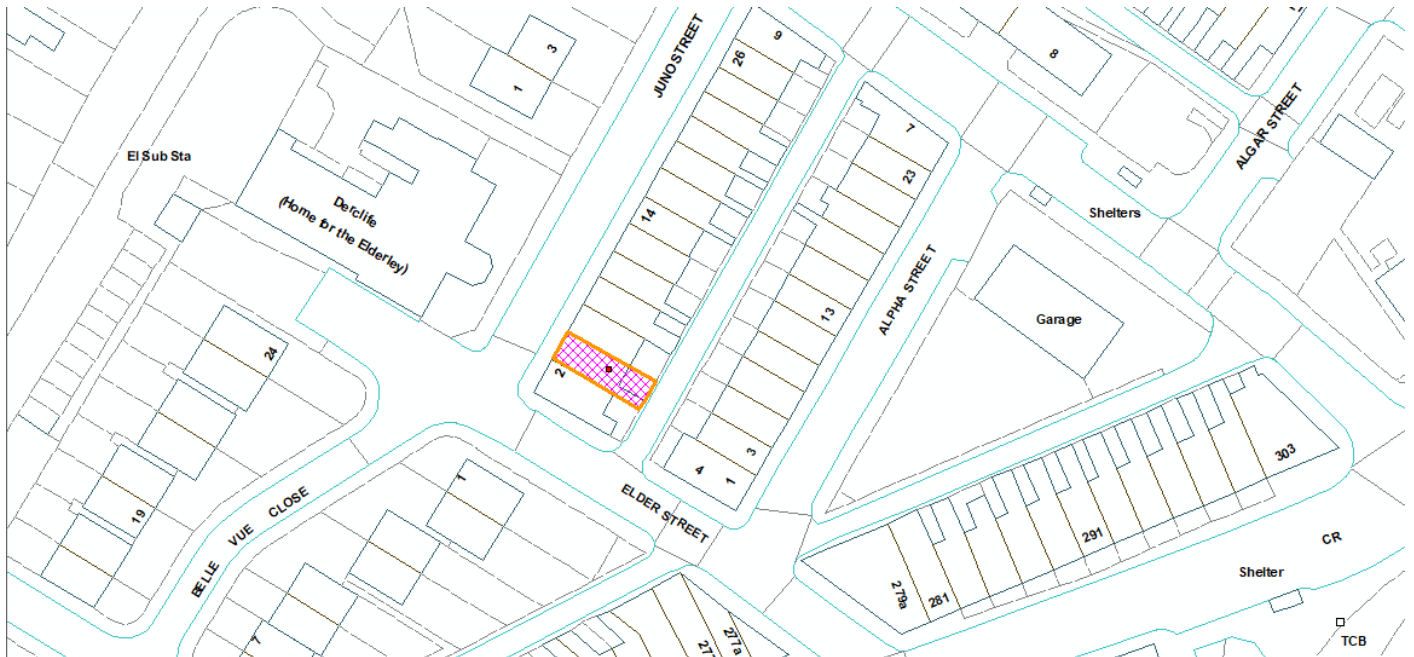 9
JUNO STREET
26
3
8
1
7
ALGAR STREET
El Sub Sta
23
Derclife
(Home for the Elderley)
14
Shelters
ALPHA STREET
13
Garage
24
2
303
1
4
3
1
19
BELLE VUE CLOSE
ELDER STREET
291
CR
279a
281
Shelter
7
277a
TCB